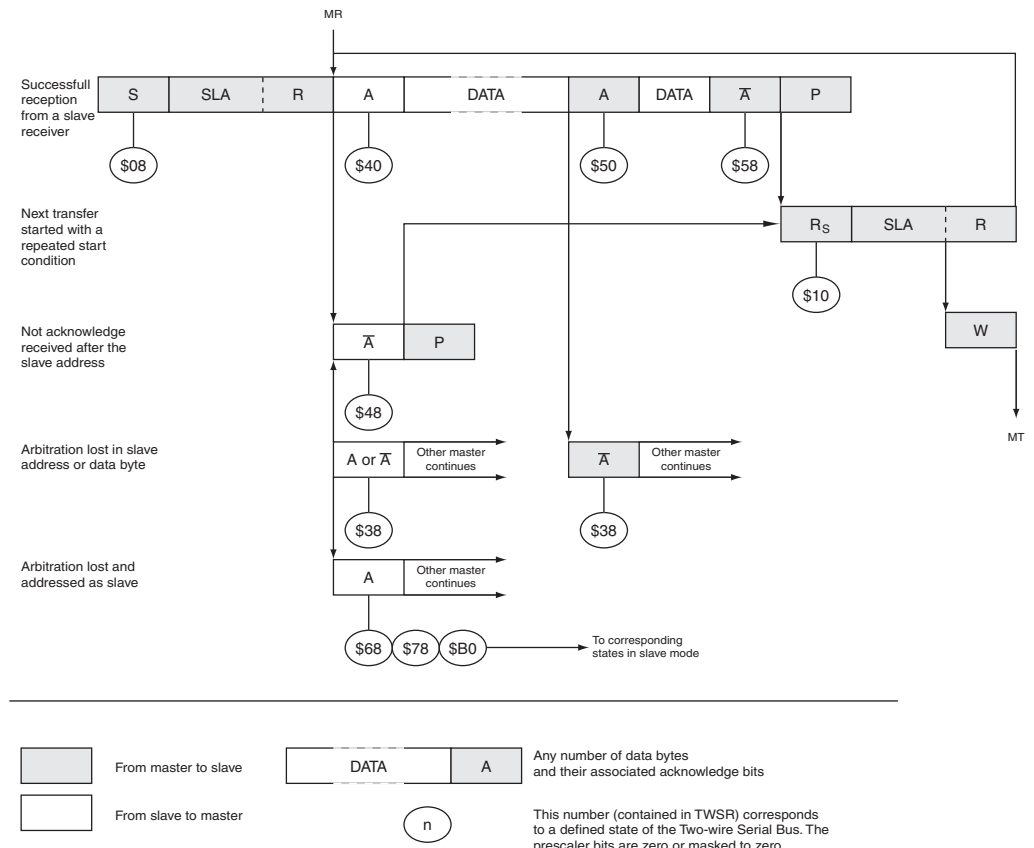 MR
Successfull
reception
from a slave
receiver
S SLA R A DATA A DATA A̅ P
$08 $40 $50 $58
Next transfer
started with a
repeated start
condition
RS SLA R
$10
Not acknowledge
received after the
slave address
A̅ P
W
$48
MT
Arbitration lost in slave
address or data byte
A or A̅ Other master
continues
A̅ Other master
continues
$38 $38
Arbitration lost and
addressed as slave
A Other master
continues
$68 $78 $B0 To corresponding
states in slave mode
From master to slave
DATA A Any number of data bytes
and their associated acknowledge bits
From slave to master
n This number (contained in TWSR) corresponds
to a defined state of the Two-wire Serial Bus. The
prescaler bits are zero or masked to zero